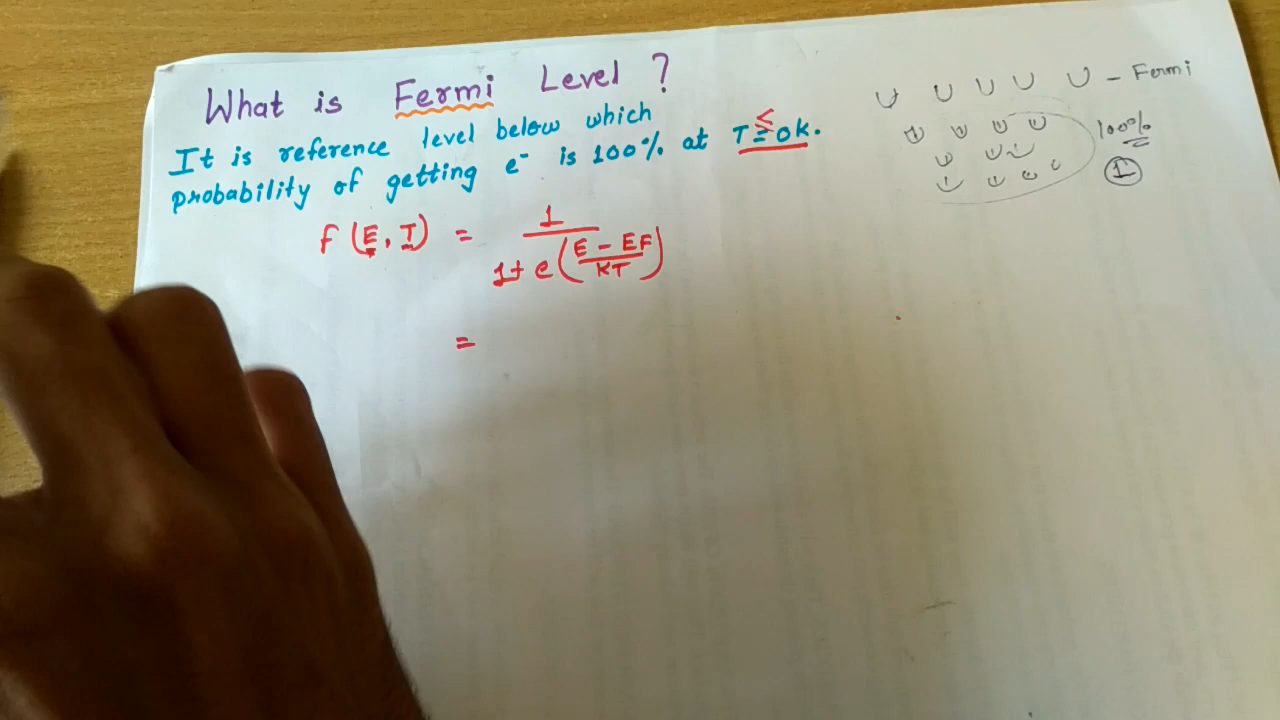 What is Fermi Level ?
It is reference level below which
probability of getting e⁻ is 100% at T ≤ 0K.
f (E, T) = 1 / 1 + e ( E - EF / KT )
=
- Fermi
100%
1